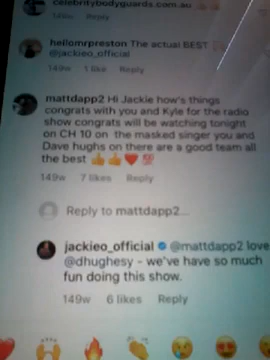 celebritybodyguards.com.au
149w Reply
hellomrpreston The actual BEST
@jackieo_official
149w 1 like Reply
mattdapp2 Hi Jackie how's things
congrats with you and Kyle for the radio
show congrats will be watching tonight
on CH 10 on the masked singer you and
Dave hughs on there are a good team all
the best 👍👍❤️💯
149w 7 likes Reply
Reply to mattdapp2...
jackieo_official @mattdapp2 love
@dhughesy - we've have so much
fun doing this show.
149w 6 likes Reply